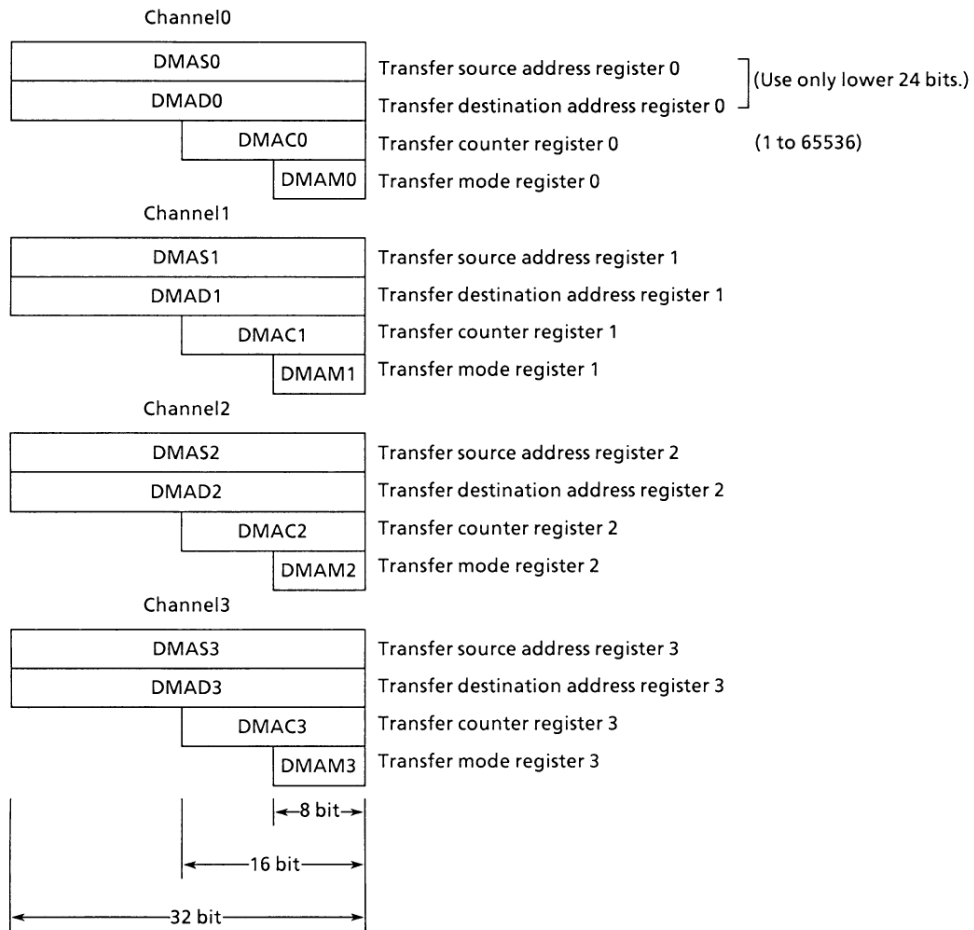 Channel0
DMAS0 Transfer source address register 0
(Use only lower 24 bits.)
DMAD0 Transfer destination address register 0
DMAC0 Transfer counter register 0 (1 to 65536)
DMAM0 Transfer mode register 0
Channel1
DMAS1 Transfer source address register 1
DMAD1 Transfer destination address register 1
DMAC1 Transfer counter register 1
DMAM1 Transfer mode register 1
Channel2
DMAS2 Transfer source address register 2
DMAD2 Transfer destination address register 2
DMAC2 Transfer counter register 2
DMAM2 Transfer mode register 2
Channel3
DMAS3 Transfer source address register 3
DMAD3 Transfer destination address register 3
DMAC3 Transfer counter register 3
DMAM3 Transfer mode register 3
8 bit
16 bit
32 bit